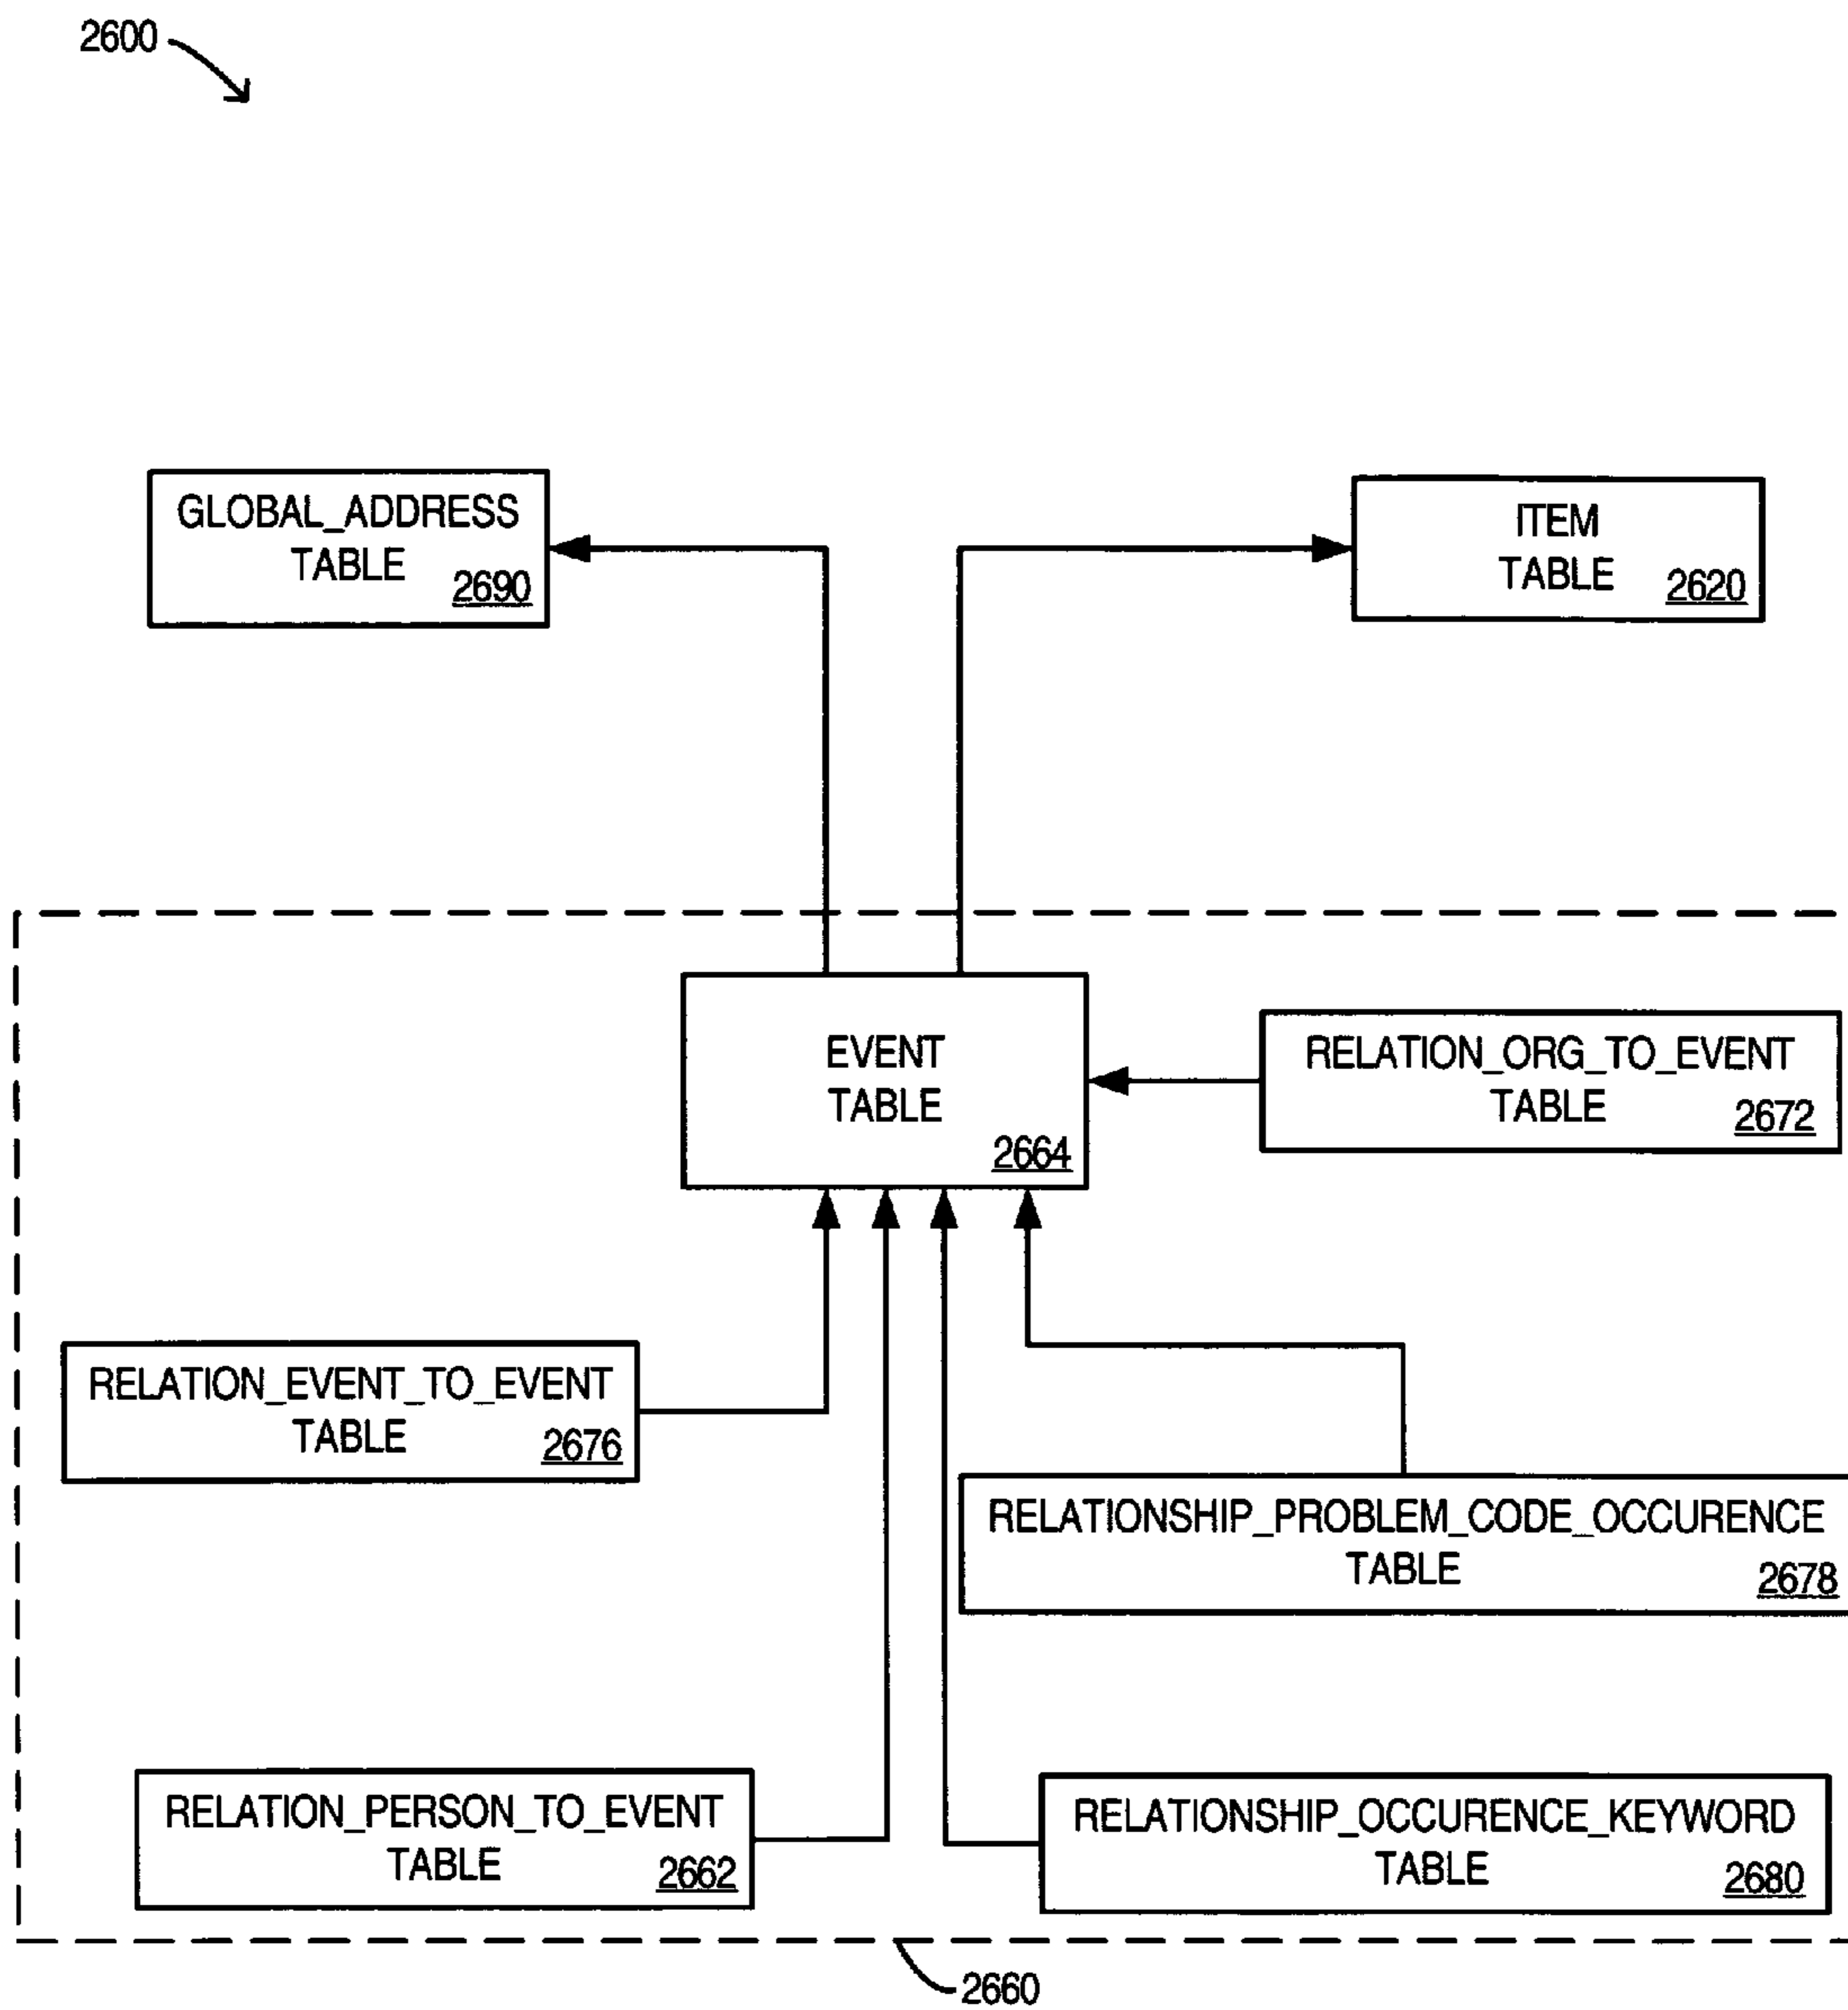 2600
GLOBAL_ADDRESS
TABLE
2690
ITEM
TABLE
2620
EVENT
TABLE
2664
RELATION_ORG_TO_EVENT
TABLE
2672
RELATION_EVENT_TO_EVENT
TABLE
2676
RELATIONSHIP_PROBLEM_CODE_OCCURENCE
TABLE
2678
RELATION_PERSON_TO_EVENT
TABLE
2662
RELATIONSHIP_OCCURENCE_KEYWORD
TABLE
2680
2660